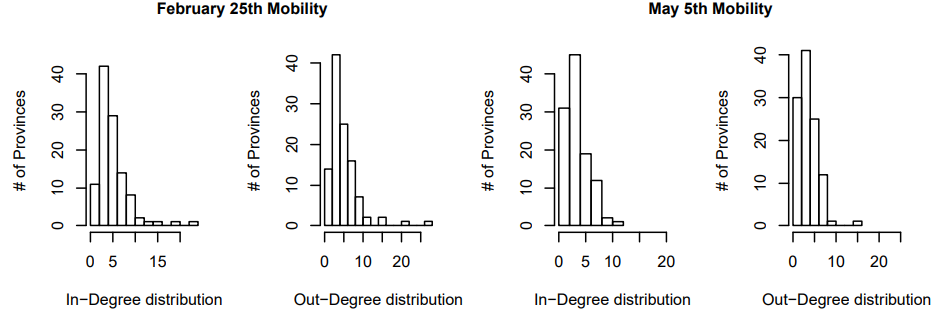 February 25th Mobility
May 5th Mobility
# of Provinces
0 10 20 30 40
0 5 15
In−Degree distribution
# of Provinces
0 10 20 30 40
0 10 20
Out−Degree distribution
# of Provinces
0 10 20 30 40
0 5 10 20
In−Degree distribution
# of Provinces
0 10 20 30 40
0 10 20
Out−Degree distribution